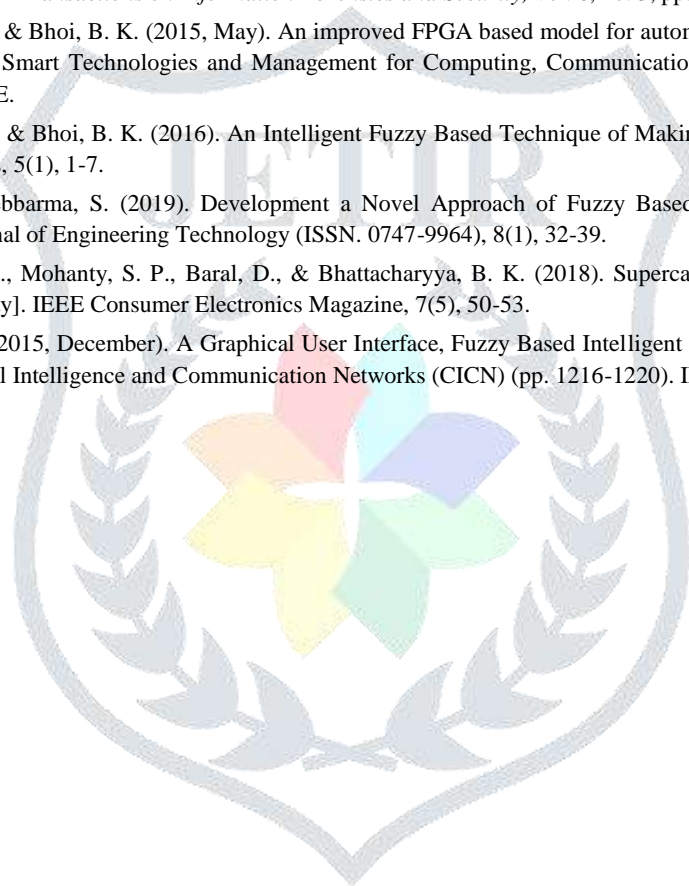 & Bhoi, B. K. (2015, May). An improved FPGA based model for auton
Smart Technologies and Management for Computing, Communicatio
E.
& Bhoi, B. K. (2016). An Intelligent Fuzzy Based Technique of Makin
, 5(1), 1-7.
bbarma, S. (2019). Development a Novel Approach of Fuzzy Based
nal of Engineering Technology (ISSN. 0747-9964), 8(1), 32-39.
., Mohanty, S. P., Baral, D., & Bhattacharyya, B. K. (2018). Superca
y]. IEEE Consumer Electronics Magazine, 7(5), 50-53.
2015, December). A Graphical User Interface, Fuzzy Based Intelligent
l Intelligence and Communication Networks (CICN) (pp. 1216-1220). I
JETIR